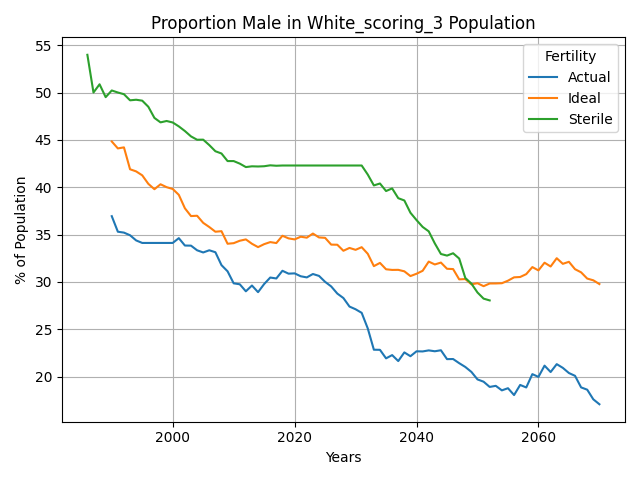 Proportion Male in White_scoring_3 Population
Fertility
Actual
Ideal
Sterile
% of Population
55
50
45
40
35
30
25
20
2000
2020
2040
2060
Years